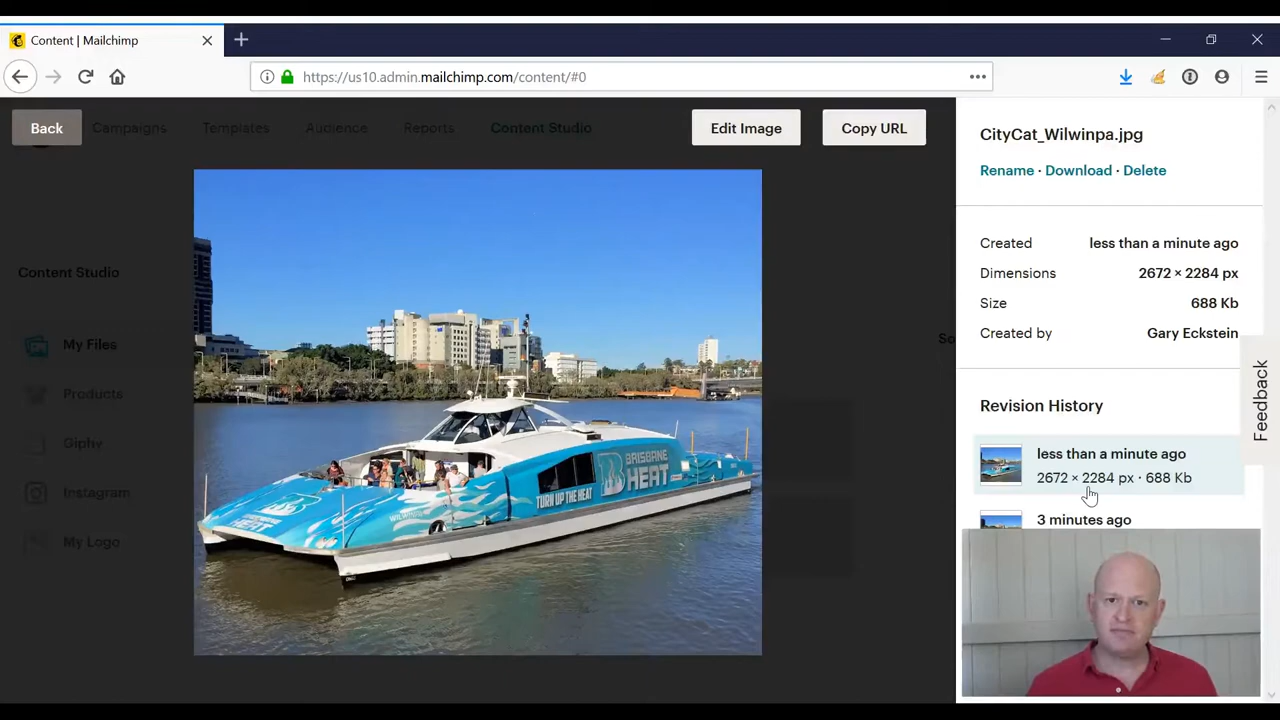 Content | Mailchimp
https://us10.admin.mailchimp.com/content/#0
Back
Campaigns
Templates
Audience
Reports
Content Studio
Edit Image
Copy URL
CityCat_Wilwinpa.jpg
Rename · Download · Delete
Created less than a minute ago
Dimensions 2672 × 2284 px
Size 688 Kb
Created by Gary Eckstein
Revision History
less than a minute ago
2672 × 2284 px · 688 Kb
3 minutes ago
Feedback
Content Studio
My Files
Products
Giphy
Instagram
My Logo
So
TURN UP THE HEAT
BRISBANE
HEAT